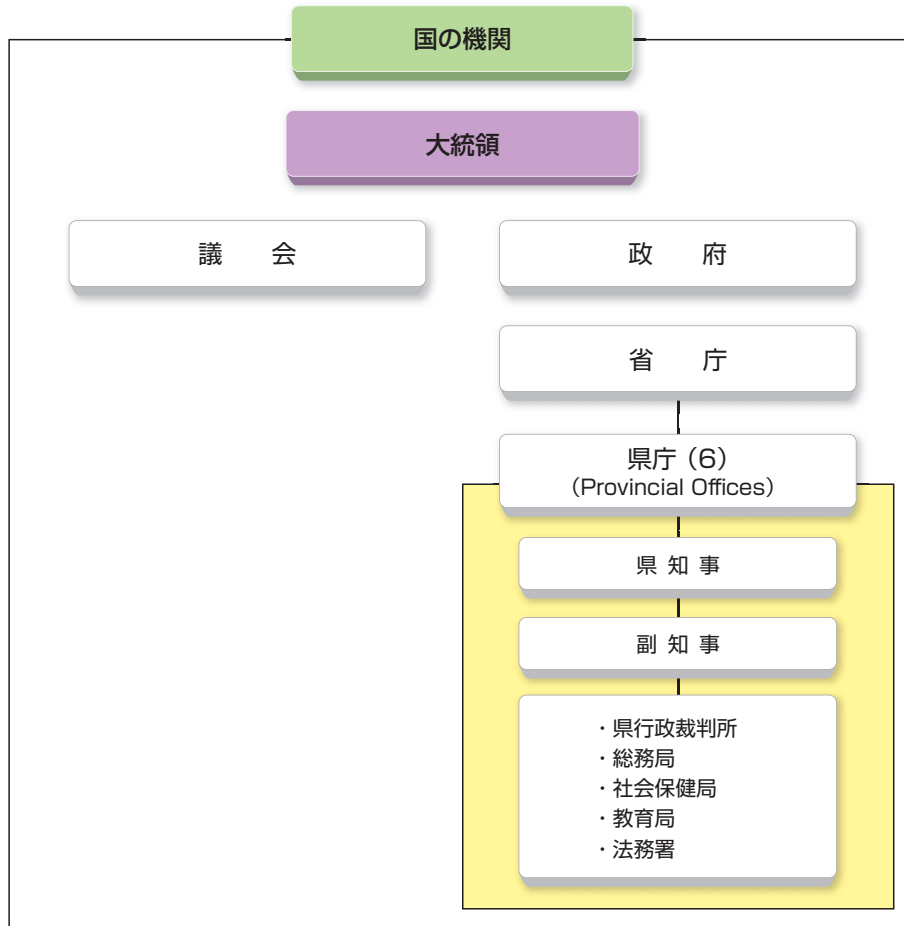 国の機関
大統領
議　会
政　府
省　庁
県庁（6）
（Provincial Offices）
県 知 事
副 知 事
・県行政裁判所
・総務局
・社会保健局
・教育局
・法務署